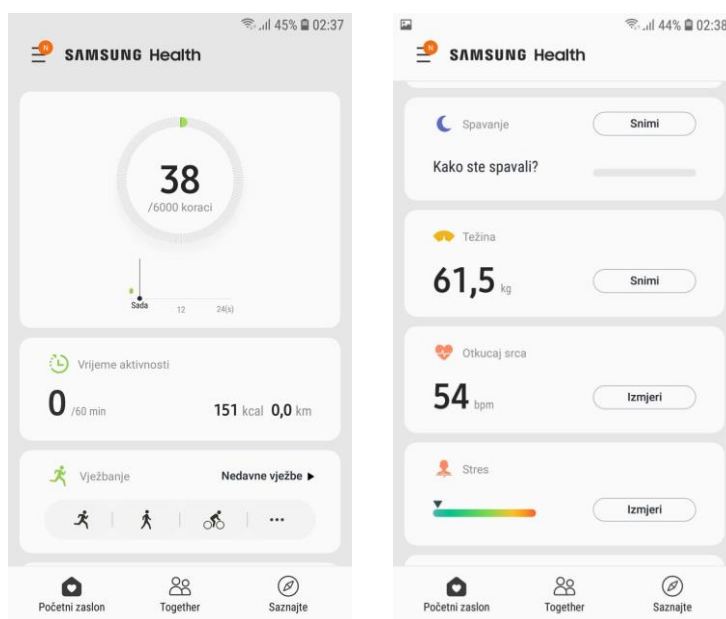 45% 02:37
N
SAMSUNG Health
38
/6000 koraci
Sada 12 24(s)
Vrijeme aktivnosti
0 /60 min 151 kcal 0,0 km
Vježbanje Nedavne vježbe ▶
Početni zaslon Together Saznajte
44% 02:38
N
SAMSUNG Health
Spavanje Snimi
Kako ste spavali?
Težina
61,5 kg Snimi
Otkucaj srca
54 bpm Izmjeri
Stres
Izmjeri
Početni zaslon Together Saznajte